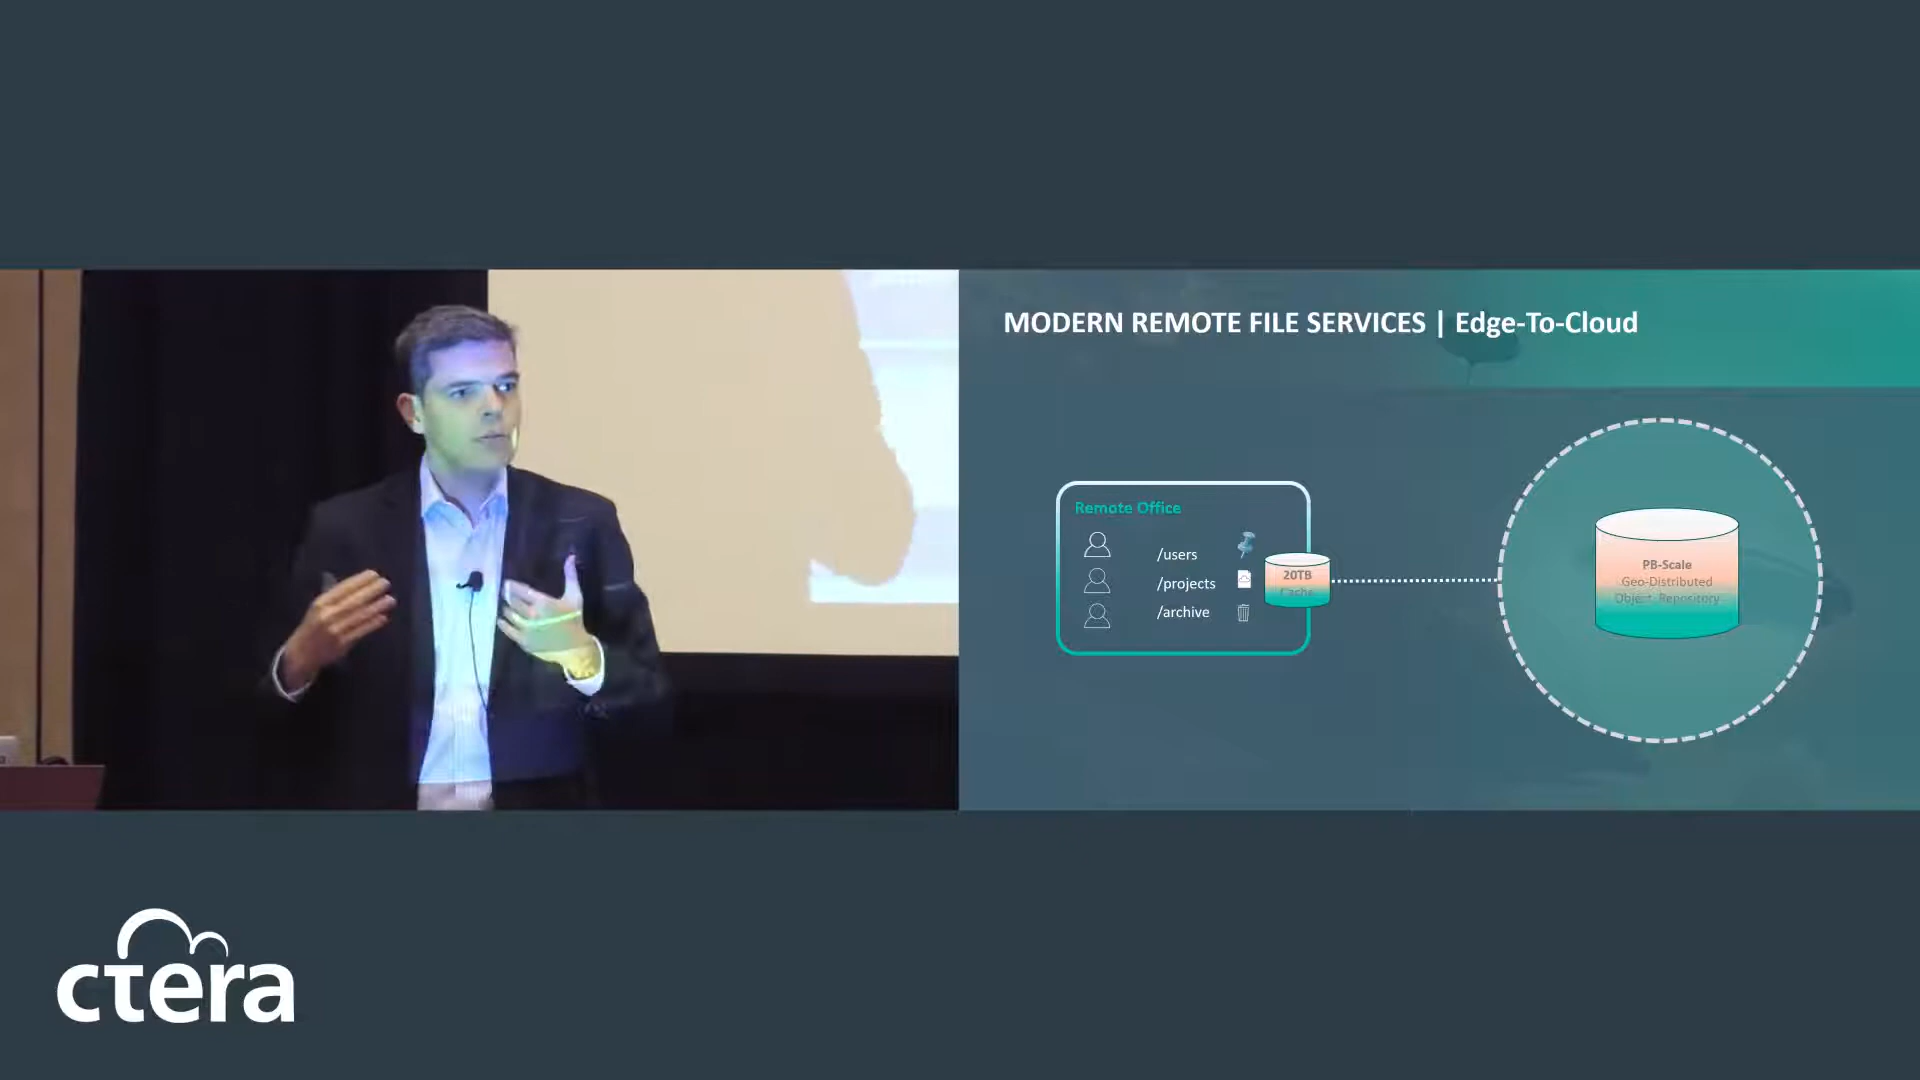 MODERN REMOTE FILE SERVICES | Edge-To-Cloud
Remote Office
/users
/projects
/archive
20TB
Cache
PB-Scale
Geo-Distributed
Object Repository
ctera